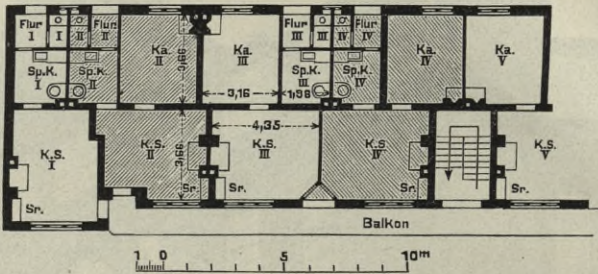 Flur I I II Flur II Flur III III IV Flur IV
Ka. II 3,66 Ka. III Ka. IV Ka. V
Sp.K. I Sp.K. II 3,16 Sp.K. III 1,98 Sp.K. IV
K.S. I K.S. II 3,66 4,35 K.S. III K.S. IV K.S. V
Sr. Sr. Sr. Sr. Sr.
Balkon
1 0 5 10m